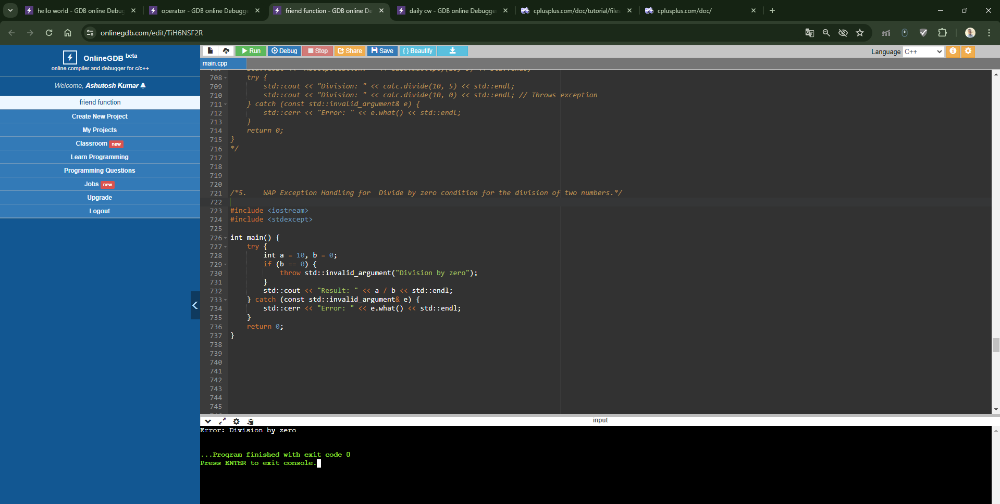 hello world - GDB online Debug
operator - GDB online Debugge
friend function - GDB online De
daily cw - GDB online Debugge
cplusplus.com/doc/tutorial/files
cplusplus.com/doc/
onlinegdb.com/edit/TiH6NSF2R
OnlineGDB beta
online compiler and debugger for c/c++
Welcome, Ashutosh Kumar
friend function
Create New Project
My Projects
Classroom new
Learn Programming
Programming Questions
Jobs new
Upgrade
Logout
Run Debug Stop Share Save { } Beautify
Language C++
main.cpp
708 try {
709 std::cout << "Division: " << calc.divide(10, 5) << std::endl;
710 std::cout << "Division: " << calc.divide(10, 0) << std::endl; // Throws exception
711 } catch (const std::invalid_argument& e) {
712 std::cerr << "Error: " << e.what() << std::endl;
713 }
714 return 0;
715 }
716 */
717
718
719
720
721 /*5. WAP Exception Handling for Divide by zero condition for the division of two numbers.*/
722
723 #include <iostream>
724 #include <stdexcept>
725
726 int main() {
727 try {
728 int a = 10, b = 0;
729 if (b == 0) {
730 throw std::invalid_argument("Division by zero");
731 }
732 std::cout << "Result: " << a / b << std::endl;
733 } catch (const std::invalid_argument& e) {
734 std::cerr << "Error: " << e.what() << std::endl;
735 }
736 return 0;
737 }
738
739
740
741
742
743
744
745
input
Error: Division by zero
...Program finished with exit code 0
Press ENTER to exit console.